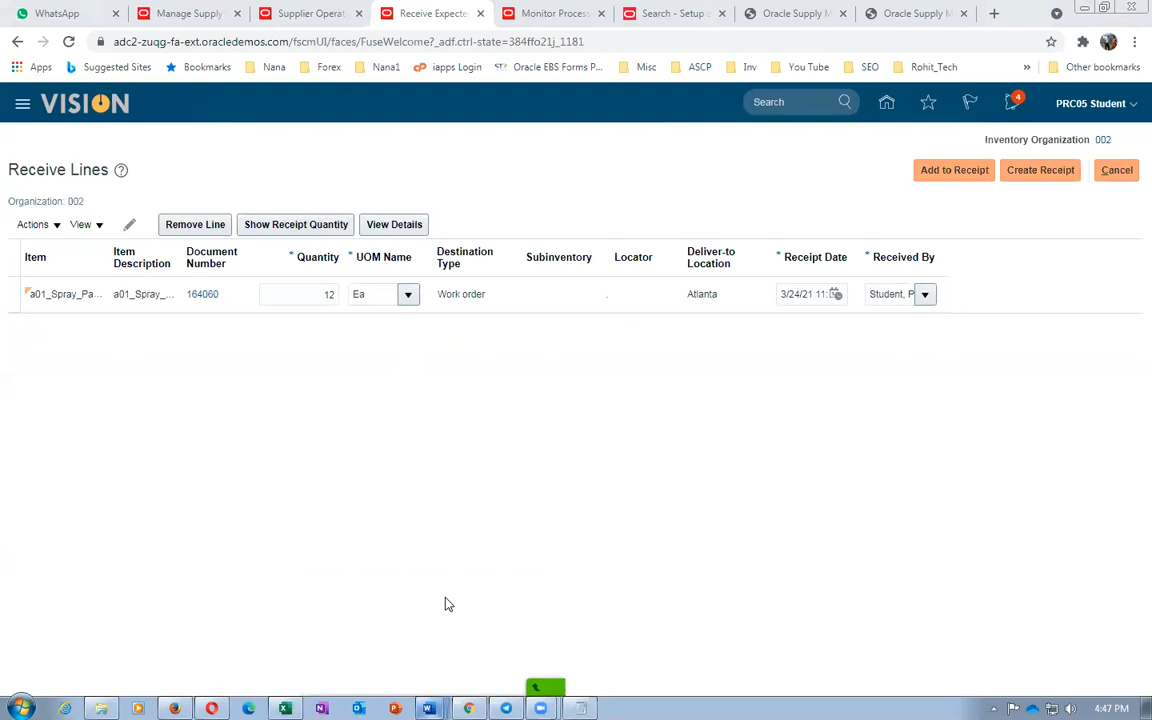 WhatsApp
Manage Supply
Supplier Operat
Receive Expecte
Monitor Process
Search - Setup a
Oracle Supply M
Oracle Supply M
adc2-zuqg-fa-ext.oracledemos.com/fscmUI/faces/FuseWelcome?_adf.ctrl-state=384ffo21j_1181
Apps Suggested Sites Bookmarks Nana Forex Nana1 iapps Login Oracle EBS Forms P... Misc ASCP Inv You Tube SEO Rohit_Tech » Other bookmarks
VISION Search 4 PRC05 Student
Inventory Organization 002
Receive Lines Add to Receipt Create Receipt Cancel
Organization: 002
Actions View Remove Line Show Receipt Quantity View Details
Item Item Description Document Number * Quantity * UOM Name Destination Type Subinventory Locator Deliver-to Location * Receipt Date * Received By
a01_Spray_Pa... a01_Spray_... 164060 12 Ea Work order . Atlanta 3/24/21 11: Student, P
4:47 PM